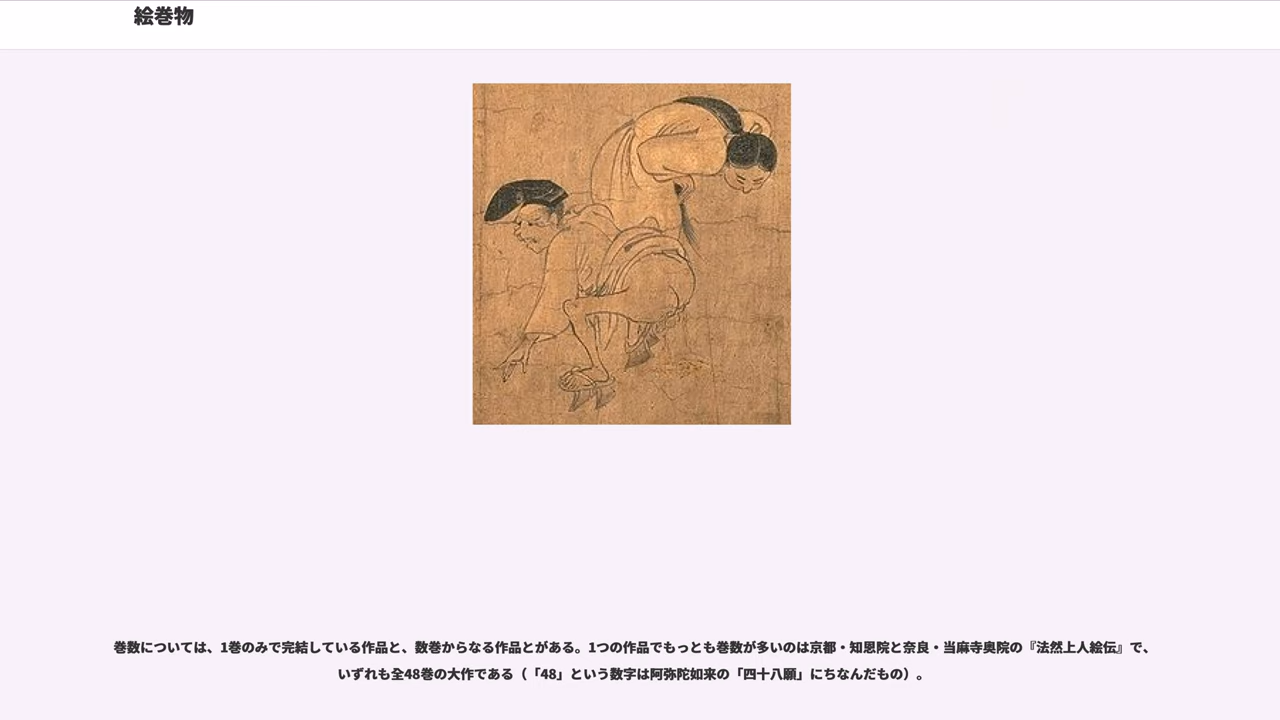 絵巻物
巻数については、1巻のみで完結している作品と、数巻からなる作品とがある。1つの作品でもっとも巻数が多いのは京都・知恩院と奈良・当麻寺奥院の『法然上人絵伝』で、
いずれも全48巻の大作である（「48」という数字は阿弥陀如来の「四十八願」にちなんだもの）。